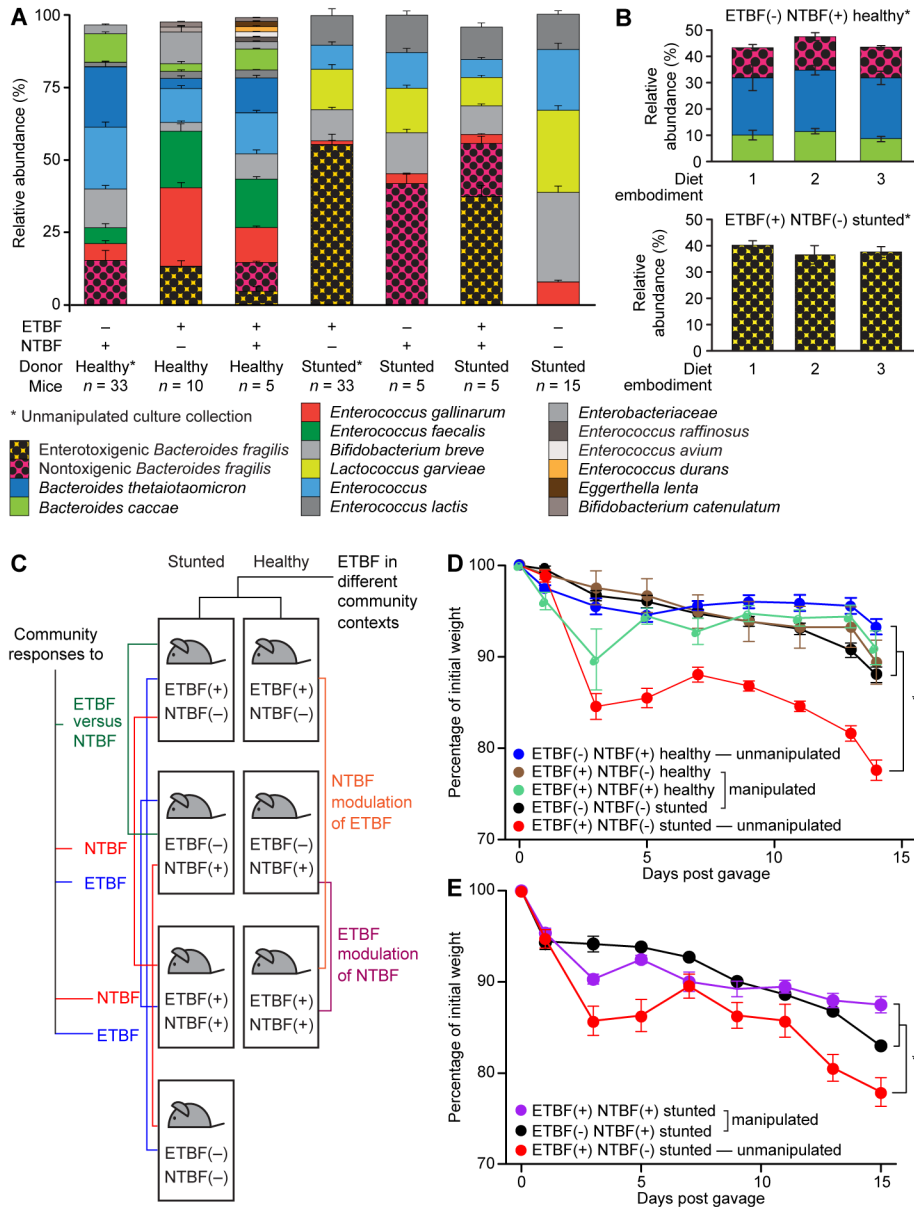 A
Relative abundance (%)
100
75
50
25
0
ETBF – + + + – + –
NTBF + – + – + + –
Donor Healthy* Healthy Healthy Stunted* Stunted Stunted Stunted
Mice n = 33 n = 10 n = 5 n = 33 n = 5 n = 5 n = 15
* Unmanipulated culture collection
Enterotoxigenic Bacteroides fragilis
Nontoxigenic Bacteroides fragilis
Bacteroides thetaiotaomicron
Bacteroides caccae
Enterococcus gallinarum
Enterococcus faecalis
Bifidobacterium breve
Lactococcus garvieae
Enterococcus
Enterococcus lactis
Enterobacteriaceae
Enterococcus raffinosus
Enterococcus avium
Enterococcus durans
Eggerthella lenta
Bifidobacterium catenulatum
B
ETBF(-) NTBF(+) healthy*
Relative
abundance (%)
50
40
30
20
10
0
Diet
embodiment
1 2 3
ETBF(+) NTBF(-) stunted*
Relative
abundance (%)
50
40
30
20
10
0
Diet
embodiment
1 2 3
C
Stunted Healthy
ETBF in
different
community
contexts
Community
responses to
ETBF
versus
NTBF
NTBF
ETBF
NTBF
ETBF
ETBF(+)
NTBF(–)
ETBF(+)
NTBF(–)
NTBF
modulation
of ETBF
ETBF(–)
NTBF(+)
ETBF(–)
NTBF(+)
ETBF
modulation
of NTBF
ETBF(+)
NTBF(+)
ETBF(+)
NTBF(+)
ETBF(–)
NTBF(–)
D
Percentage of initial weight
100
90
80
70
0 5 10 15
Days post gavage
ETBF(-) NTBF(+) healthy — unmanipulated
ETBF(+) NTBF(-) healthy
ETBF(+) NTBF(+) healthy
manipulated
ETBF(-) NTBF(-) stunted
ETBF(+) NTBF(-) stunted — unmanipulated
*
E
Percentage of initial weight
100
90
80
70
0 5 10 15
Days post gavage
ETBF(+) NTBF(+) stunted
manipulated
ETBF(-) NTBF(+) stunted
ETBF(+) NTBF(-) stunted — unmanipulated
*